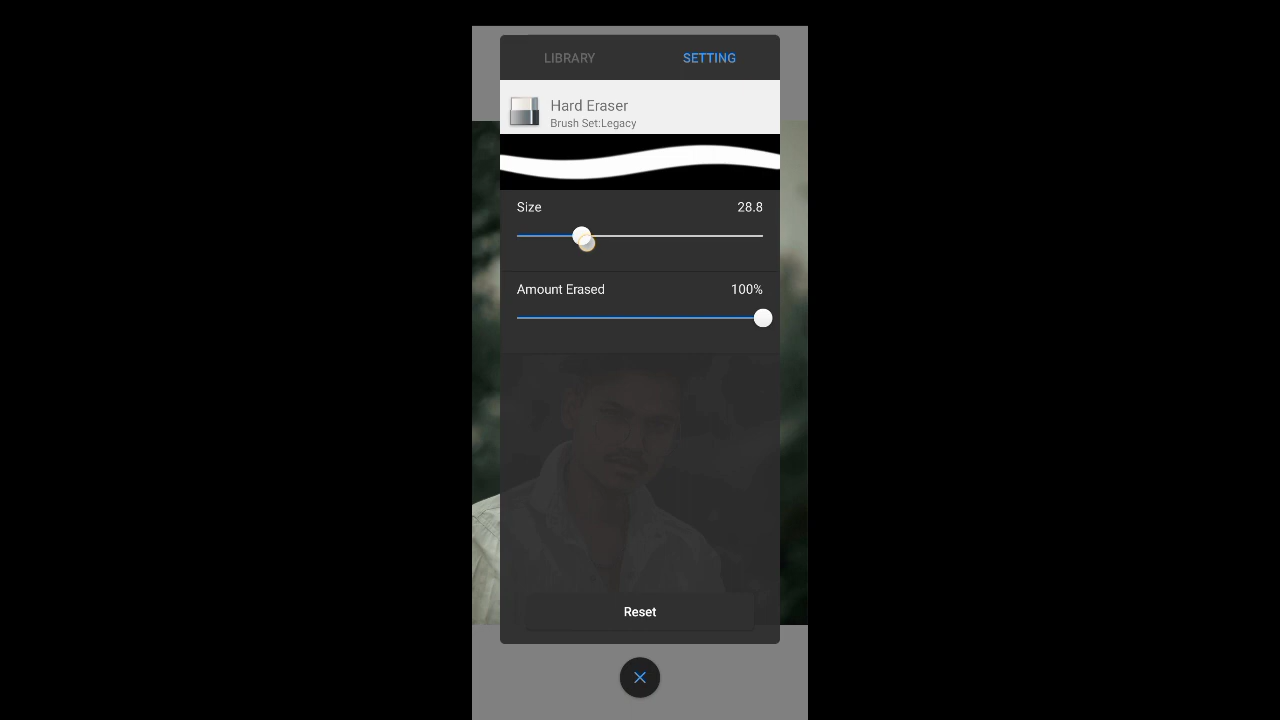 LIBRARY SETTING
Hard Eraser
Brush Set:Legacy
Size 28.8
Amount Erased 100%
Reset